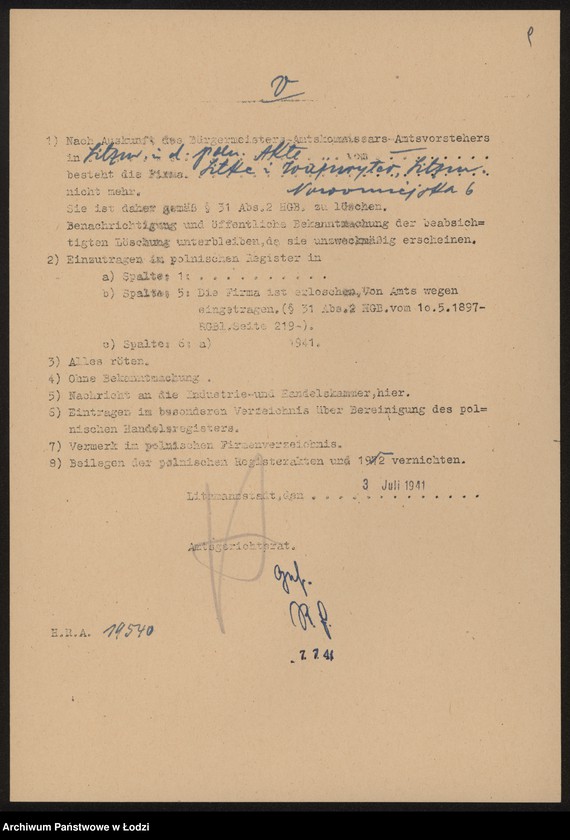 V
1) Nach Auskunft des Bürgermeisters-Amtskommissars-Amtsvorstehers
in Litzm., i. d. poln. Akte vom
besteht die Firma. Litke i Wajnryter, Litzm.
nicht mehr. Nowomiejska 6
Sie ist daher gemäß § 31 Abs.2 HGB. zu löschen.
Benachrichtigung und öffentliche Bekanntmachung der beabsich=
tigten Löschung unterbleiben,da sie unzweckmäßig erscheinen.
2) Einzutragen im polnischen Register in
a) Spalte: 1: . . . . . . . . . . .
b) Spalte: 5: Die Firma ist erloschen.Von Amts wegen
eingetragen.(§ 31 Abs.2 HGB.vom 10.5.1897-
RGBl.Seite 219-).
c) Spalte: 6: a) 1941.
3) Alles röten.
4) Ohne Bekanntmachung .
5) Nachricht an die Industrie-und Handelskammer,hier.
6) Eintragen im besonderen Verzeichnis über Bereinigung des pol=
nischen Handelsregisters.
7) Vermerk im polnischen Firmenverzeichnis.
8) Beilegen der polnischen Registerakten und 1972 vernichten.
Litzmannstadt,den . . . . . . . . . . . . . . .
3 Juli 1941
Amtsgerichtsrat.
H.R.A. 19540
7. 7. 41
Archiwum Państwowe w Łodzi